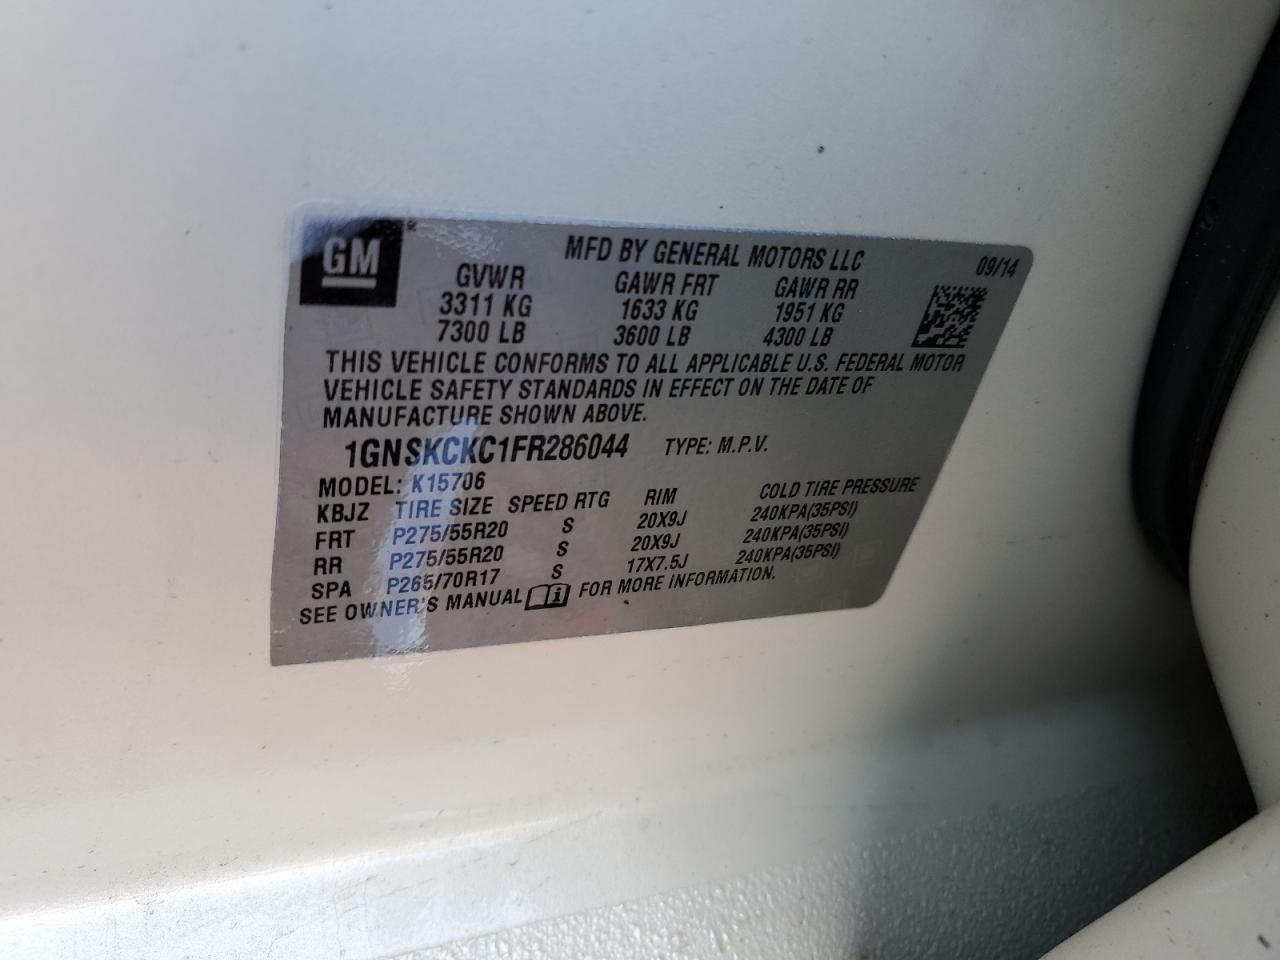 GM
MFD BY GENERAL MOTORS LLC
09/14
GVWR GAWR FRT GAWR RR
3311 KG 1633 KG 1951 KG
7300 LB 3600 LB 4300 LB
THIS VEHICLE CONFORMS TO ALL APPLICABLE U.S. FEDERAL MOTOR
VEHICLE SAFETY STANDARDS IN EFFECT ON THE DATE OF
MANUFACTURE SHOWN ABOVE.
1GNSKCKC1FR286044 TYPE: M.P.V.
MODEL: K15706
KBJZ TIRE SIZE SPEED RTG RIM COLD TIRE PRESSURE
FRT P275/55R20 S 20X9J 240KPA(35PSI)
RR P275/55R20 S 20X9J 240KPA(35PSI)
SPA P265/70R17 S 17X7.5J 240KPA(35PSI)
SEE OWNER'S MANUAL i FOR MORE INFORMATION.